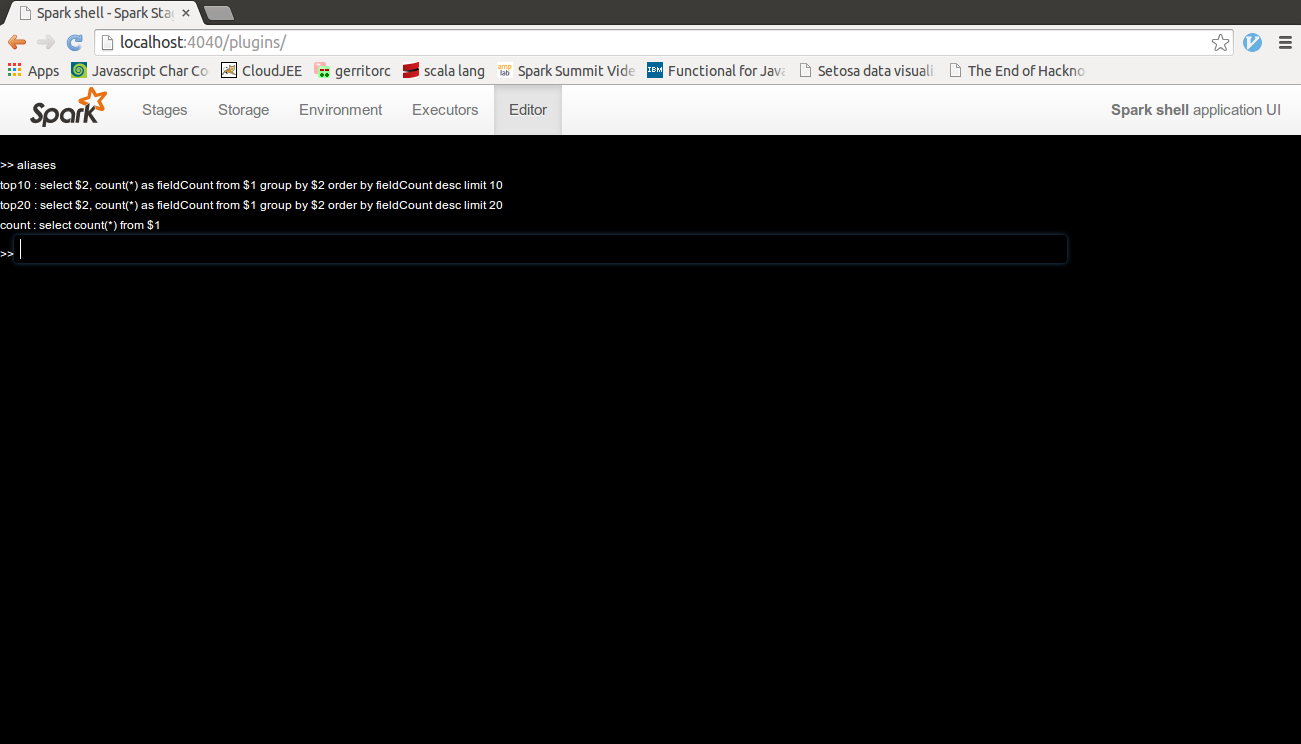 Spark shell - Spark Sta
localhost:4040/plugins/
Apps Javascript Char Co CloudJEE gerritorc scala lang amp lab Spark Summit Vide IBM Functional for Java Setosa data visuali The End of Hackno
Spark Stages Storage Environment Executors Editor Spark shell application UI
>> aliases
top10 : select $2, count(*) as fieldCount from $1 group by $2 order by fieldCount desc limit 10
top20 : select $2, count(*) as fieldCount from $1 group by $2 order by fieldCount desc limit 20
count : select count(*) from $1
>>